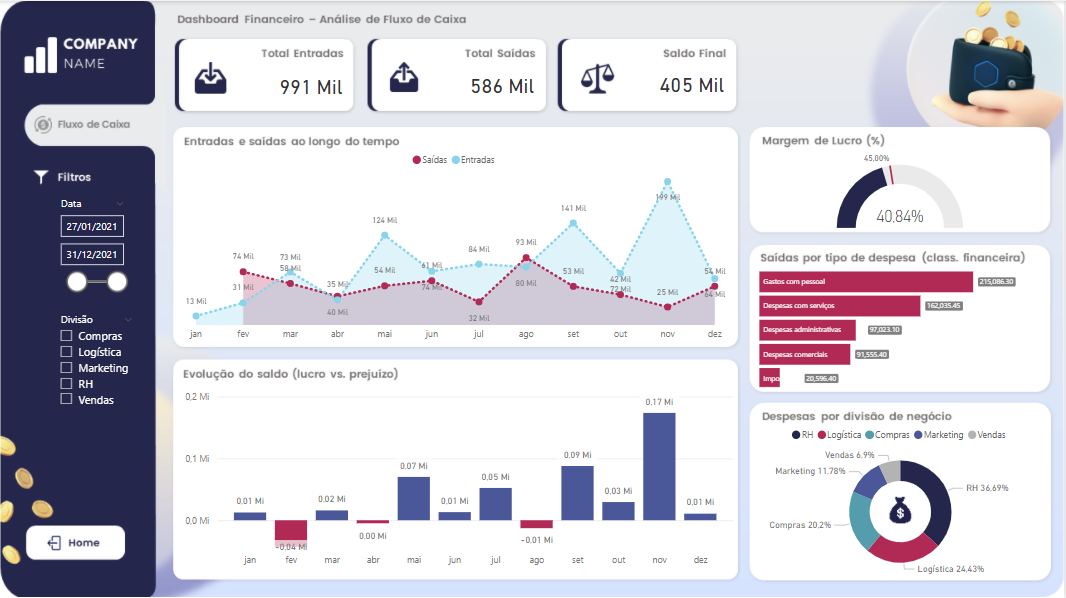 COMPANY
NAME
Fluxo de Caixa
Filtros
Data
27/01/2021
31/12/2021
Divisão
Compras
Logística
Marketing
RH
Vendas
Home
Dashboard Financeiro – Análise de Fluxo de Caixa
Total Entradas
991 Mil
Total Saídas
586 Mil
Saldo Final
405 Mil
Entradas e saídas ao longo do tempo
Saídas Entradas
13 Mil
74 Mil
31 Mil
73 Mil
58 Mil
35 Mil
40 Mil
124 Mil
54 Mil
61 Mil
74 Mil
84 Mil
32 Mil
93 Mil
80 Mil
141 Mil
53 Mil
42 Mil
72 Mil
199 Mil
25 Mil
54 Mil
64 Mil
jan fev mar abr mai jun jul ago set out nov dez
Evolução do saldo (lucro vs. prejuízo)
0,2 Mi
0,1 Mi
0,0 Mi
0,01 Mi
-0,04 Mi
0,02 Mi
0,00 Mi
0,07 Mi
0,01 Mi
0,05 Mi
-0,01 Mi
0,09 Mi
0,03 Mi
0,17 Mi
0,01 Mi
jan fev mar abr mai jun jul ago set out nov dez
Margem de Lucro (%)
45,00%
40,84%
Saídas por tipo de despesa (class. financeira)
Gastos com pessoal 215,086.30
Despesas com serviços 162,035.45
Despesas administrativas 97,023.10
Despesas comerciais 91,555.40
Impo 20,596.40
Despesas por divisão de negócio
RH Logística Compras Marketing Vendas
Vendas 6,9%
Marketing 11,78%
RH 36,69%
Compras 20,2%
Logística 24,43%